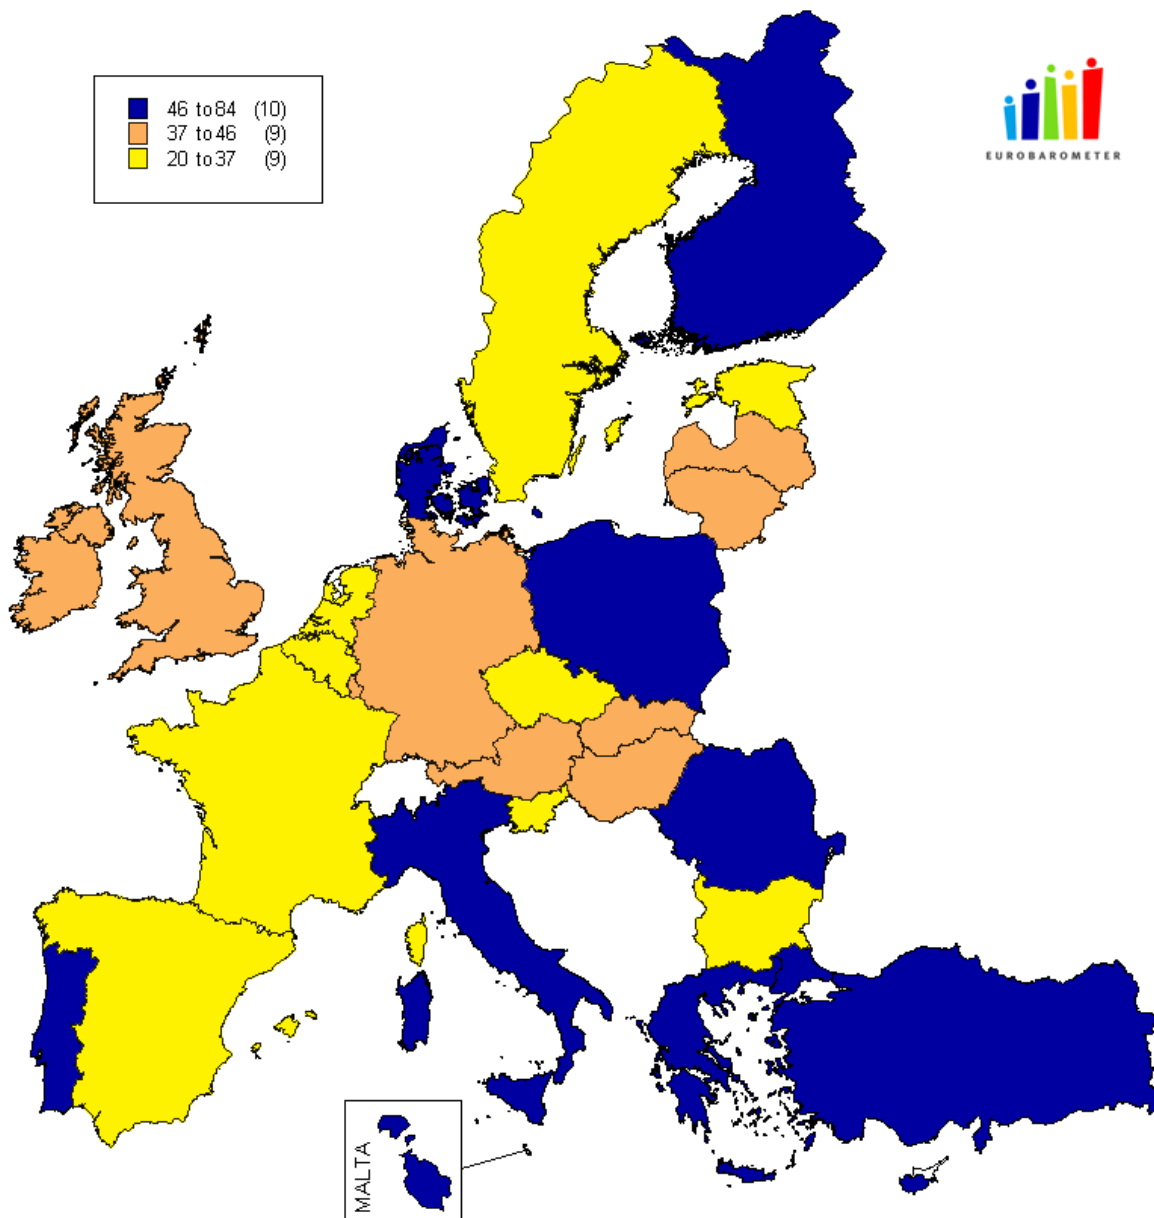 46 to 84 (10)
37 to 46 (9)
20 to 37 (9)
EUROBAROMETER
MALTA